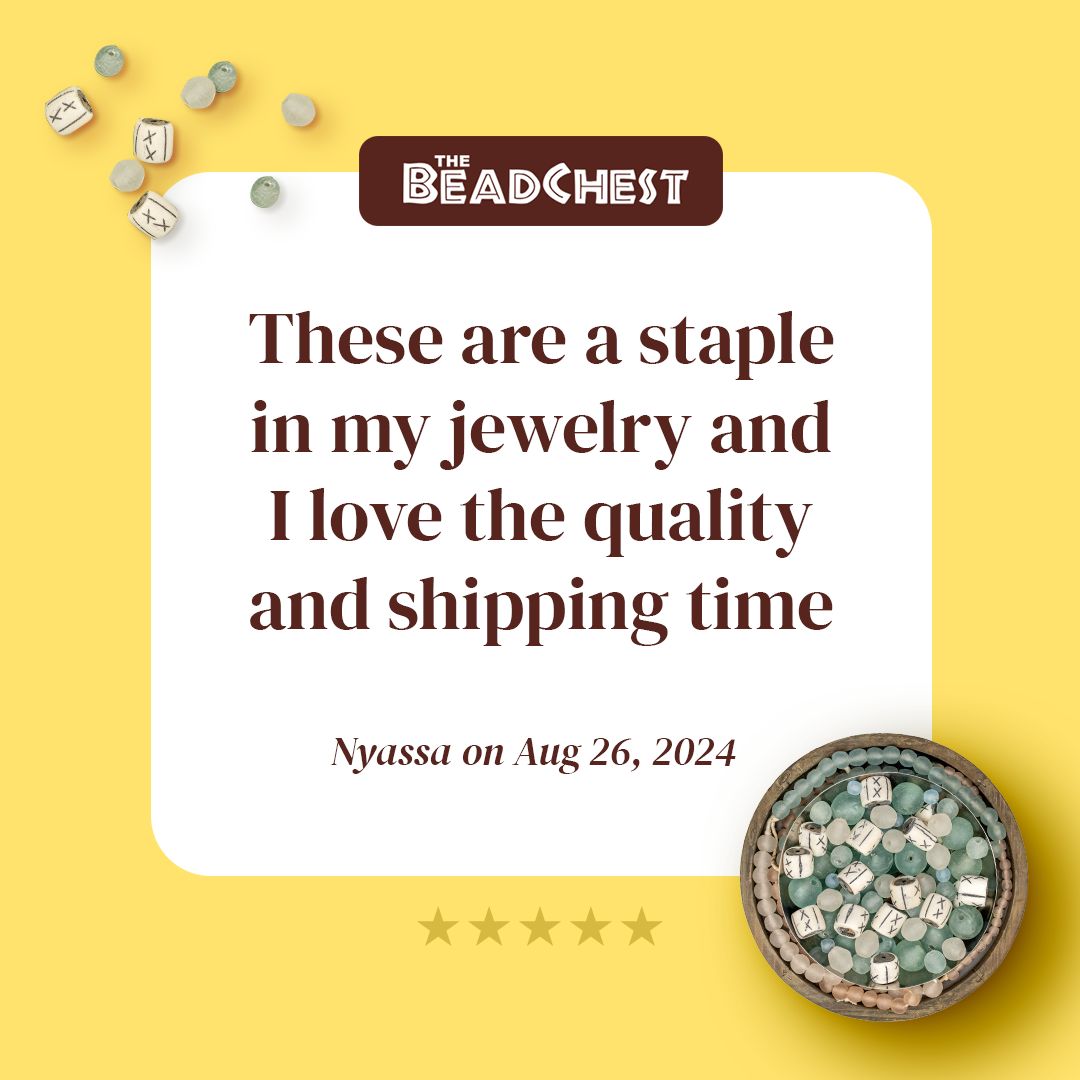 THE
BEADCHEST
These are a staple
in my jewelry and
I love the quality
and shipping time
Nyassa on Aug 26, 2024